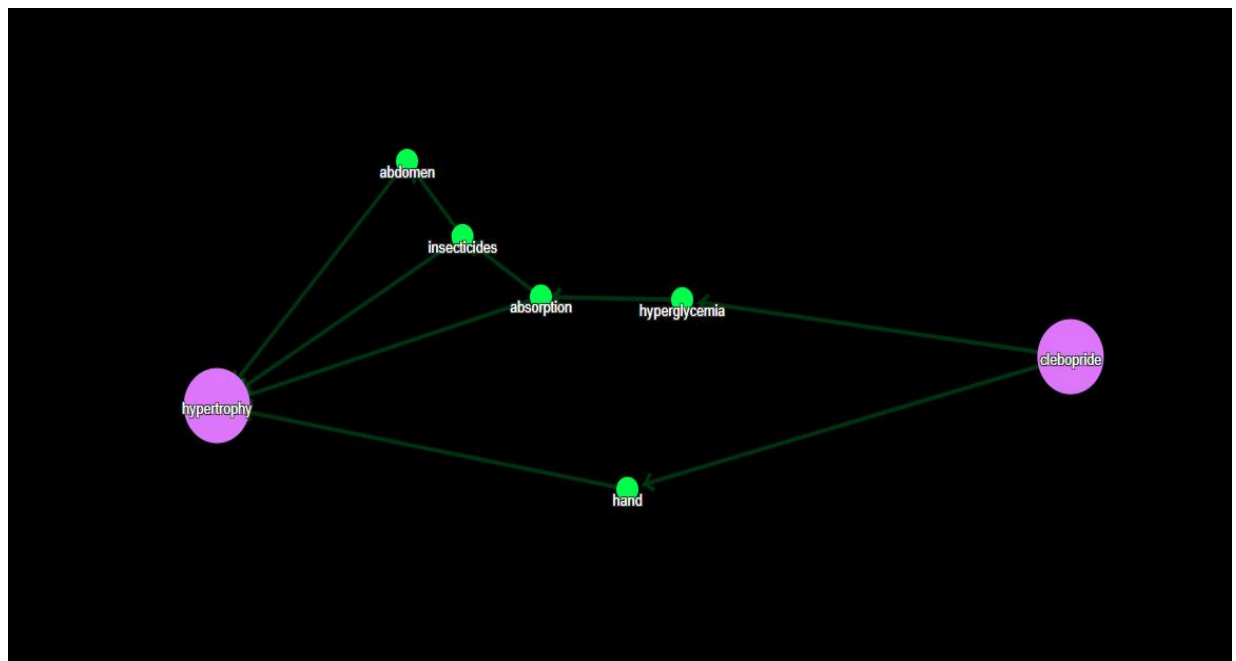 abdomen
insecticides
absorption
hyperglycemia
clebopride
hypertrophy
hand